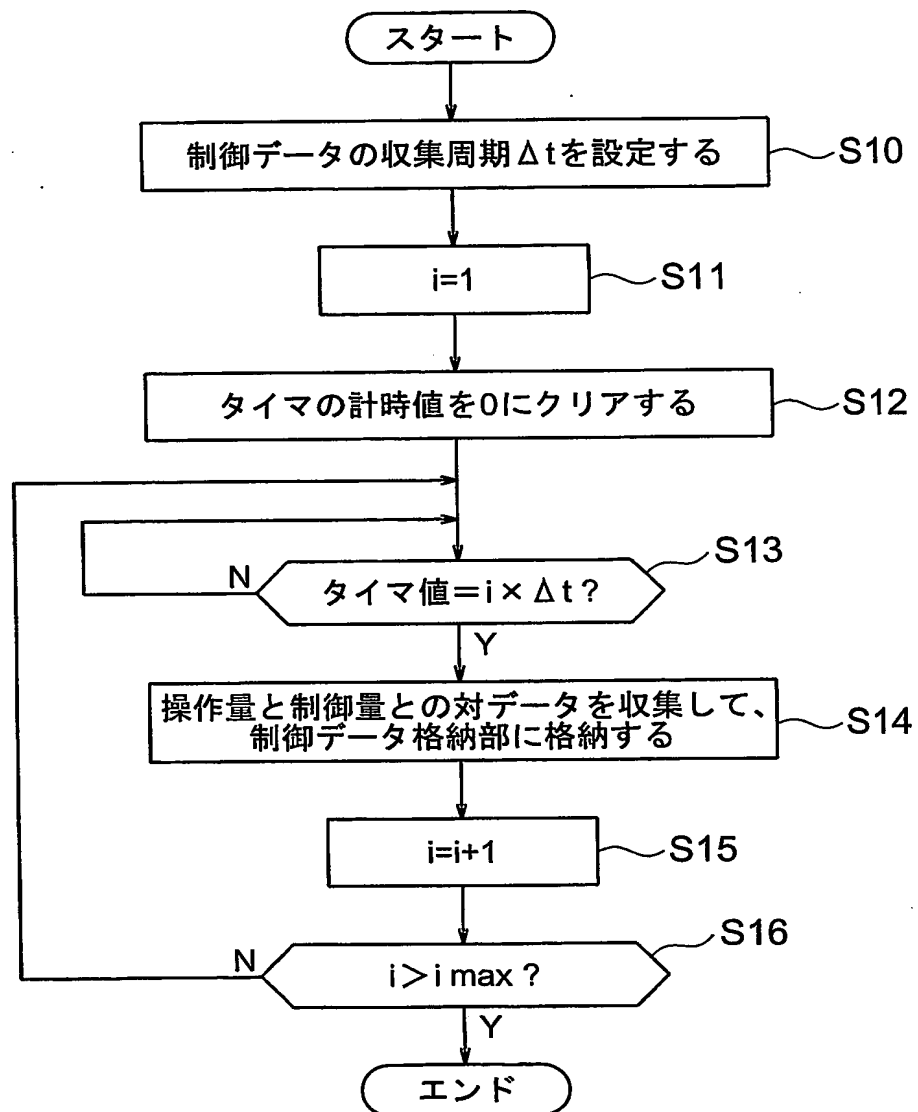 スタート
制御データの収集周期Δtを設定する
S10
i=1
S11
タイマの計時値を0にクリアする
S12
S13
N
タイマ値=i×Δt?
Y
操作量と制御量との対データを収集して、
制御データ格納部に格納する
S14
i=i+1
S15
S16
N
i>i max?
Y
エンド